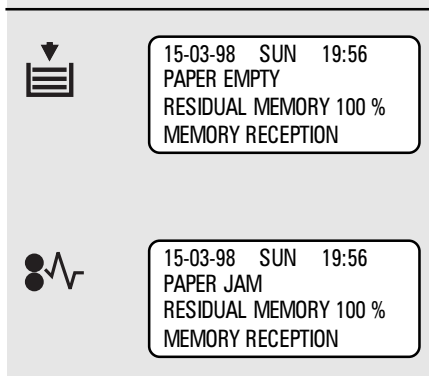 15-03-98 SUN 19:56
PAPER EMPTY
RESIDUAL MEMORY 100 %
MEMORY RECEPTION
15-03-98 SUN 19:56
PAPER JAM
RESIDUAL MEMORY 100 %
MEMORY RECEPTION